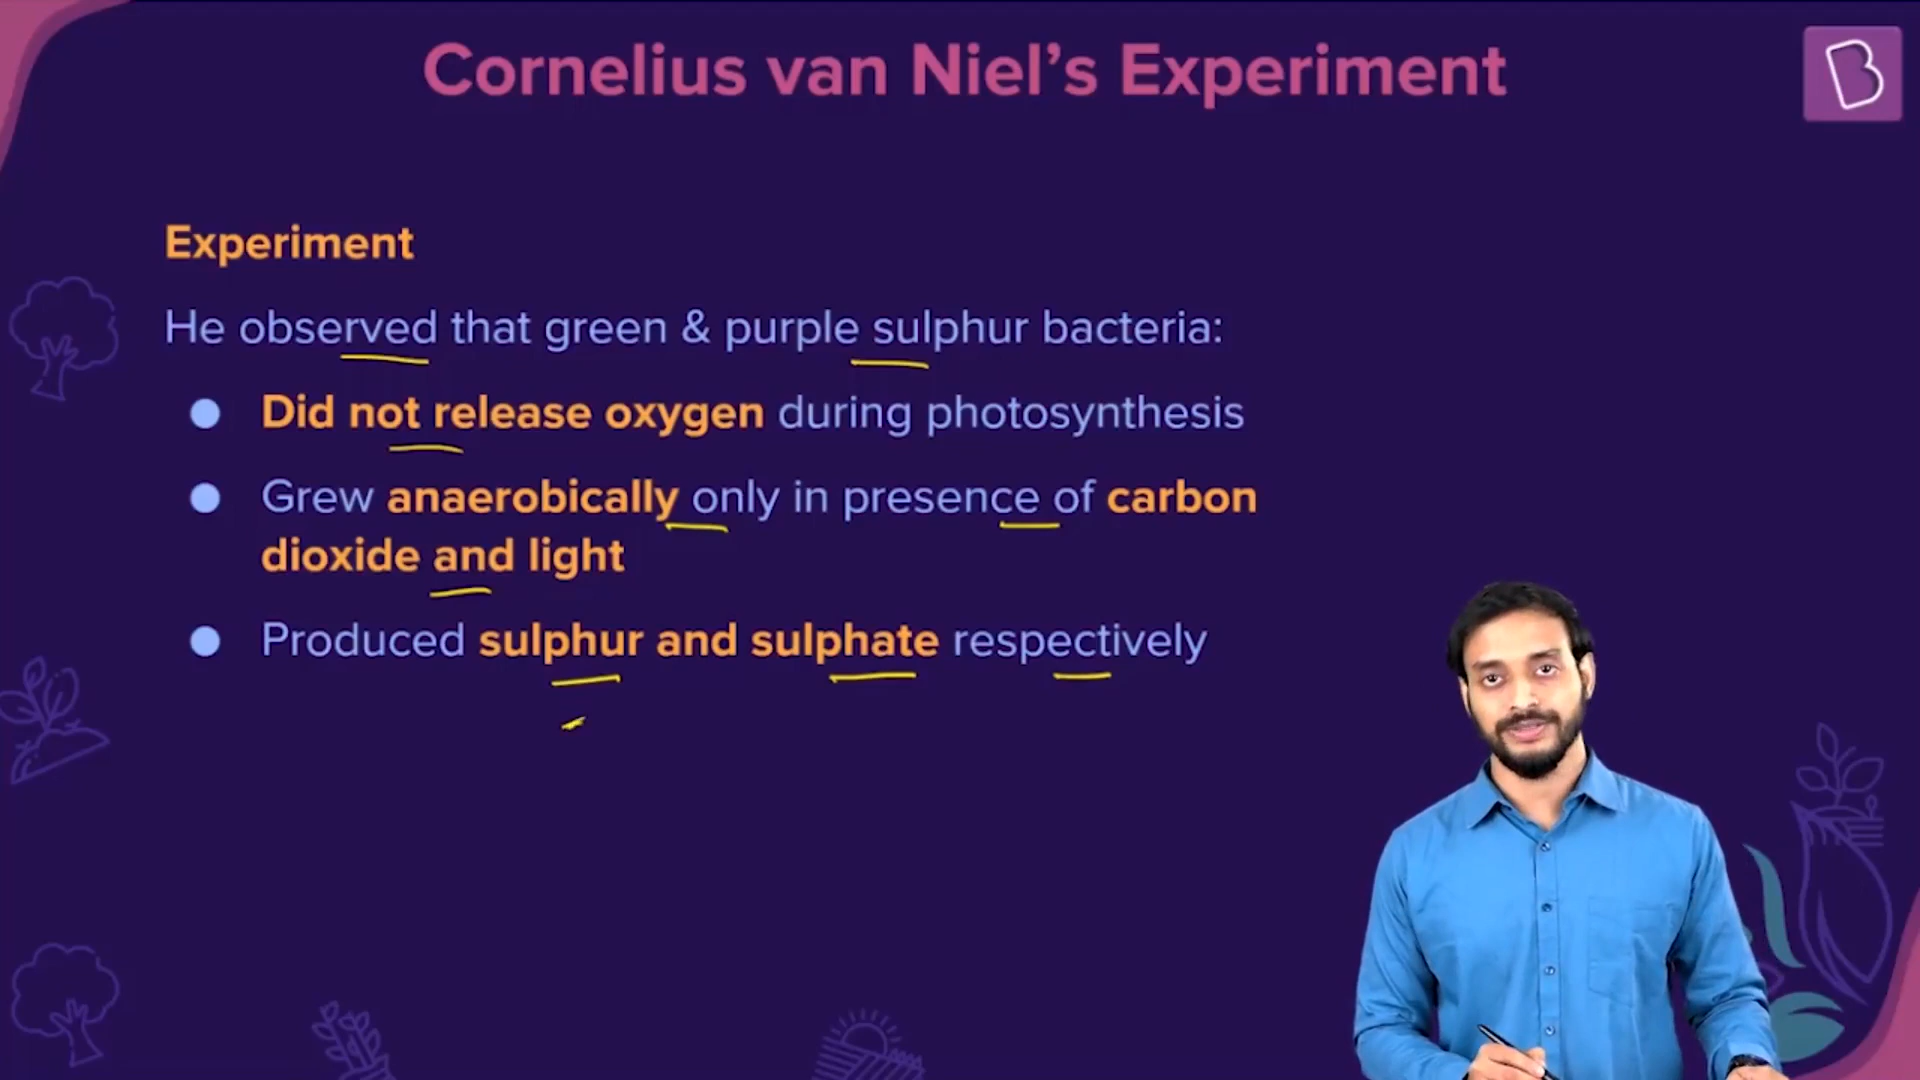 Cornelius van Niel's Experiment
B
Experiment
He observed that green & purple sulphur bacteria:
● Did not release oxygen during photosynthesis
● Grew anaerobically only in presence of carbon
dioxide and light
● Produced sulphur and sulphate respectively